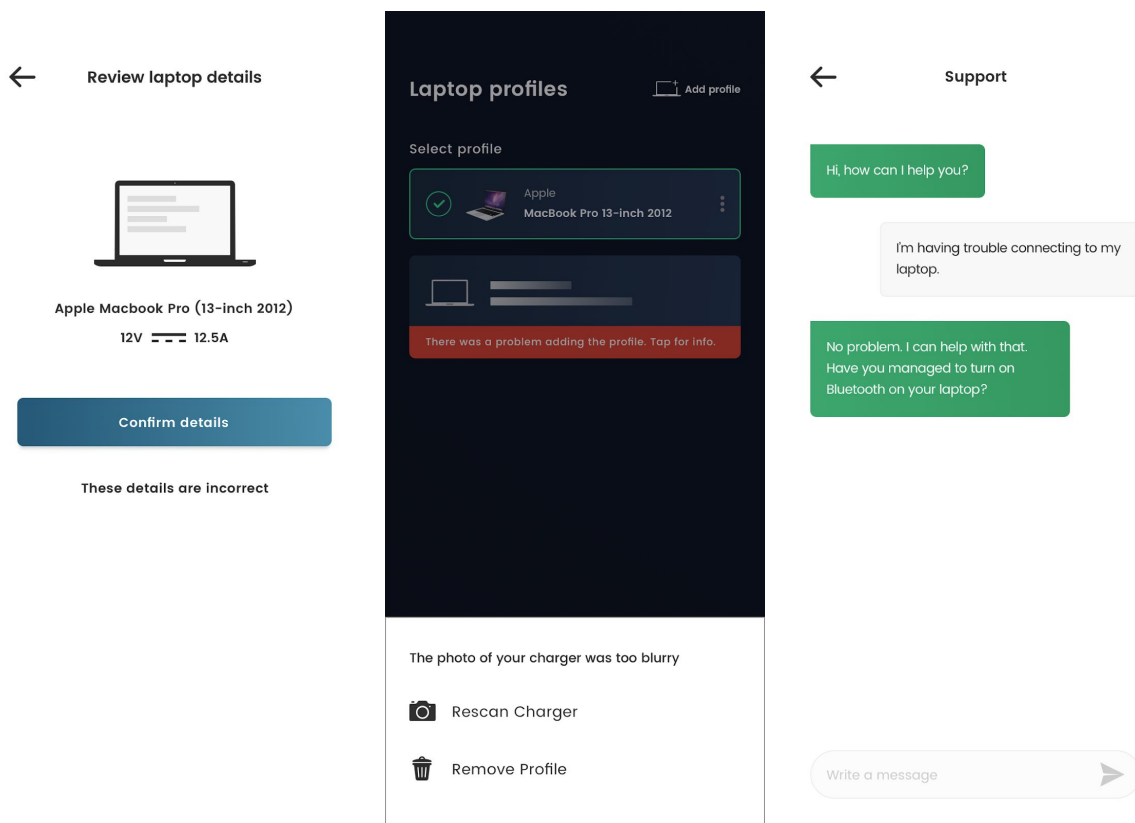 Review laptop details
Apple Macbook Pro (13-inch 2012)
12V 12.5A
Confirm details
These details are incorrect
Laptop profiles
Add profile
Select profile
Apple
MacBook Pro 13-inch 2012
There was a problem adding the profile. Tap for info.
The photo of your charger was too blurry
Rescan Charger
Remove Profile
Support
Hi, how can I help you?
I'm having trouble connecting to my
laptop.
No problem. I can help with that.
Have you managed to turn on
Bluetooth on your laptop?
Write a message